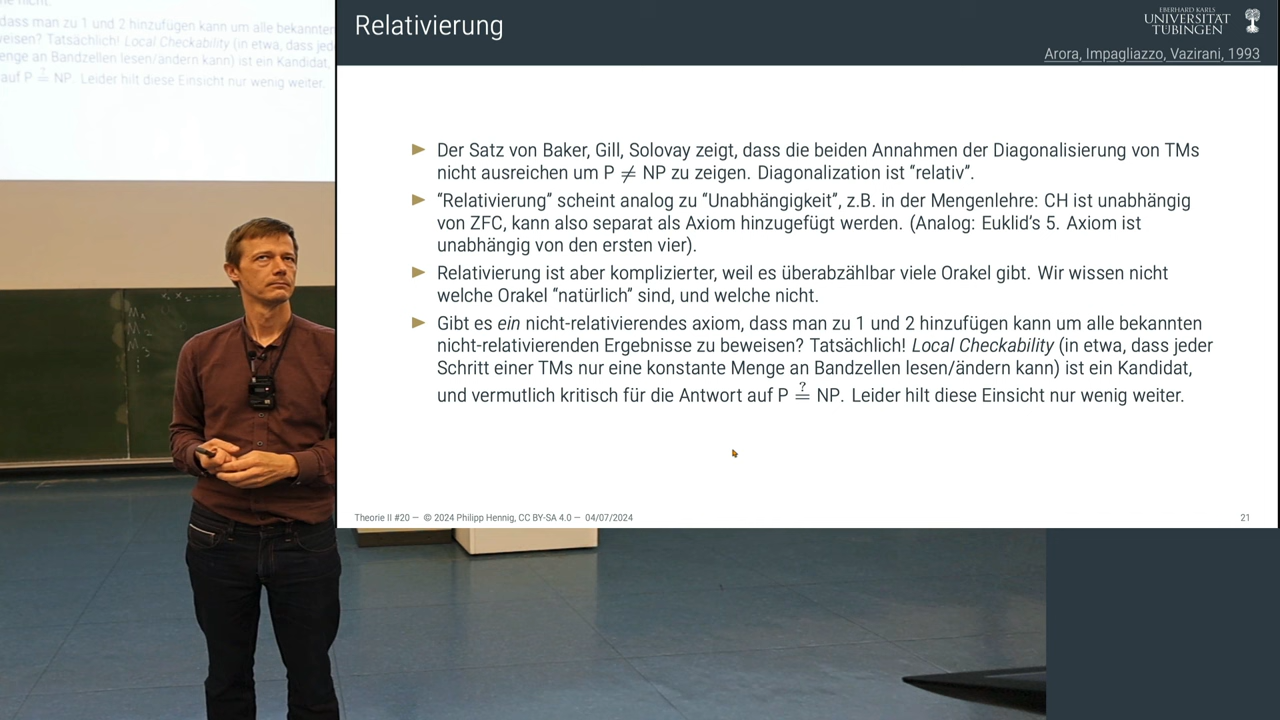 dass man zu 1 und 2 hinzufügen kann um alle bekannten
eisen? Tatsächlich! Local Checkability (in etwa, dass jed
enge an Bandzellen lesen/ändern kann) ist ein Kandidat,
auf P ≟ NP. Leider hilt diese Einsicht nur wenig weiter.
Relativierung
EBERHARD KARLS
UNIVERSITÄT
TÜBINGEN
Arora, Impagliazzo, Vazirani, 1993
► Der Satz von Baker, Gill, Solovay zeigt, dass die beiden Annahmen der Diagonalisierung von TMs
nicht ausreichen um P ≠ NP zu zeigen. Diagonalization ist “relativ”.
► “Relativierung” scheint analog zu “Unabhängigkeit”, z.B. in der Mengenlehre: CH ist unabhängig
von ZFC, kann also separat als Axiom hinzugefügt werden. (Analog: Euklid’s 5. Axiom ist
unabhängig von den ersten vier).
► Relativierung ist aber komplizierter, weil es überabzählbar viele Orakel gibt. Wir wissen nicht
welche Orakel “natürlich” sind, und welche nicht.
► Gibt es ein nicht-relativierendes axiom, dass man zu 1 und 2 hinzufügen kann um alle bekannten
nicht-relativierenden Ergebnisse zu beweisen? Tatsächlich! Local Checkability (in etwa, dass jeder
Schritt einer TMs nur eine konstante Menge an Bandzellen lesen/ändern kann) ist ein Kandidat,
und vermutlich kritisch für die Antwort auf P ≟ NP. Leider hilt diese Einsicht nur wenig weiter.
Theorie II #20 — © 2024 Philipp Hennig, CC BY-SA 4.0 — 04/07/2024
21